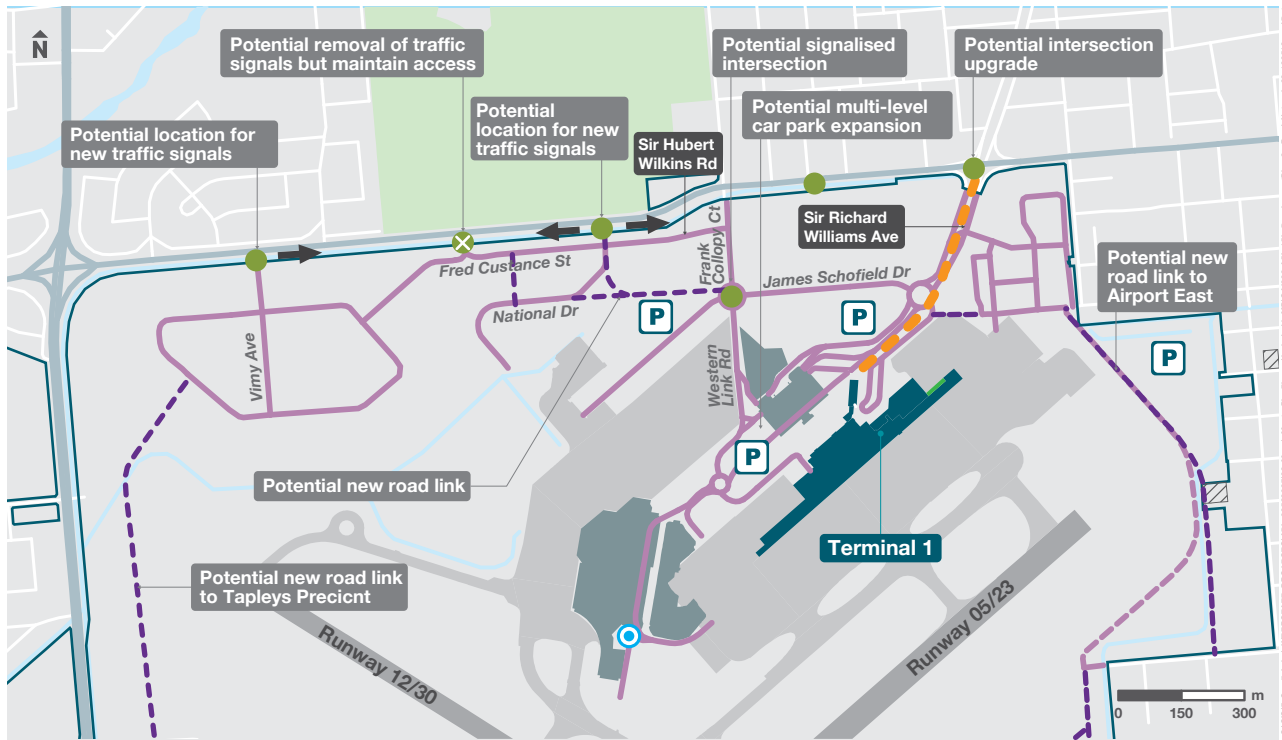 N
Potential removal of traffic
signals but maintain access
Potential signalised
intersection
Potential intersection
upgrade
Potential location for
new traffic signals
Potential
location for new
traffic signals
Potential multi-level
car park expansion
Sir Hubert
Wilkins Rd
Sir Richard
Williams Ave
Frank
Collopy Ct
Fred Custance St
James Schofield Dr
Potential new
road link to
Airport East
National Dr
P
P
P
Vimy Ave
Western
Link Rd
P
Potential new road link
Terminal 1
Potential new road link
to Tapleys Precicnt
Runway 12/30
Runway 05/23
m
0 150 300